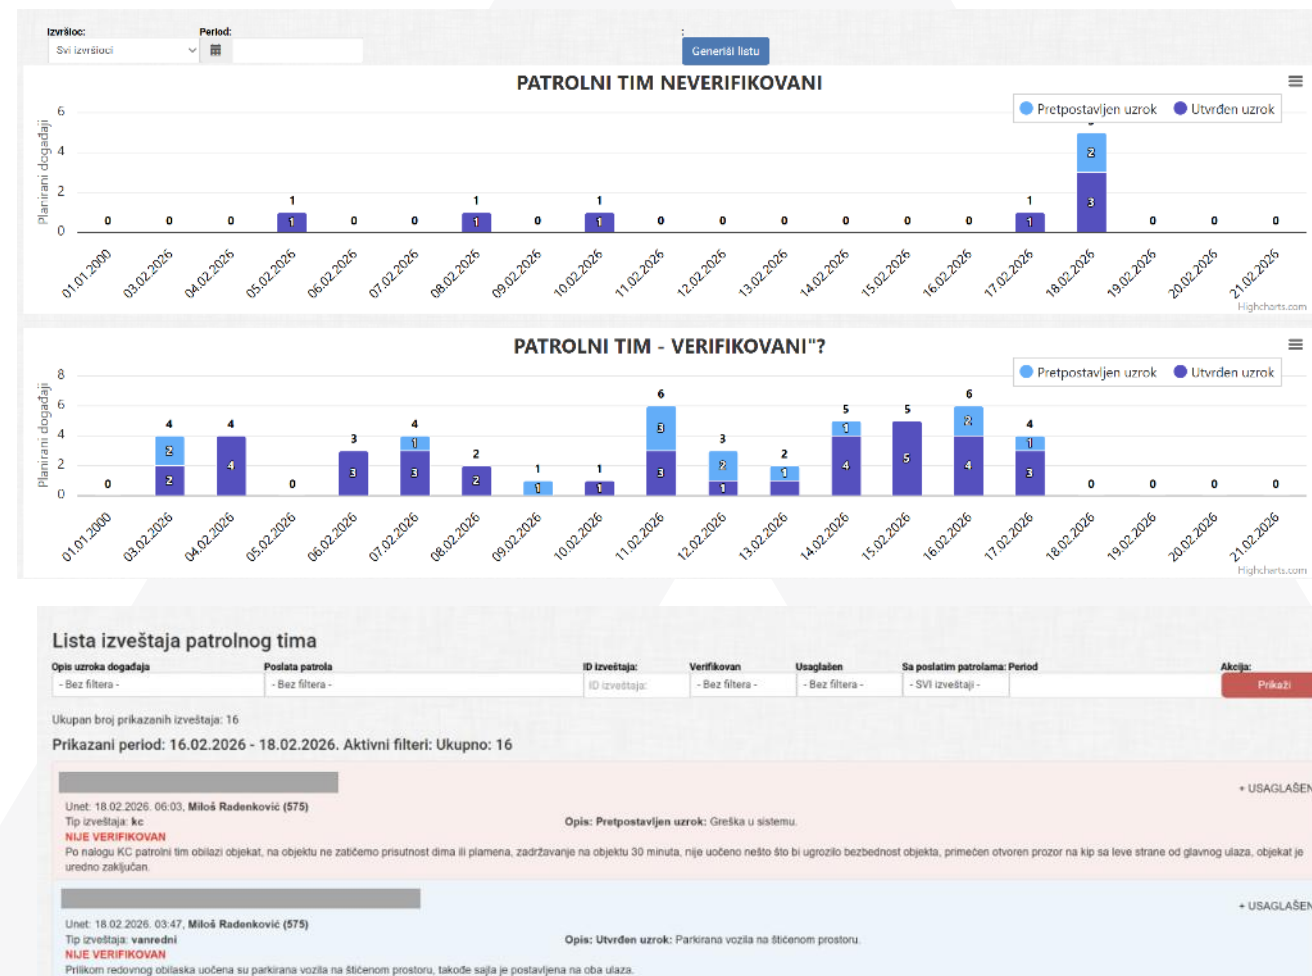 Izvršioc: Period: :
Svi izvršioci Generiši listu
PATROLNI TIM NEVERIFIKOVANI
Pretpostavljen uzrok Utvrđen uzrok
Planirani događaji
6
4
2
0
1 1 1 1 2 3
0 0 0 1 0 0 1 0 1 0 0 0 0 0 0 1 0 0 0
01.01.2000 03.02.2026 04.02.2026 05.02.2026 06.02.2026 07.02.2026 08.02.2026 09.02.2026 10.02.2026 11.02.2026 12.02.2026 13.02.2026 14.02.2026 15.02.2026 16.02.2026 17.02.2026 18.02.2026 19.02.2026 20.02.2026 21.02.2026
Highcharts.com
PATROLNI TIM - VERIFIKOVANI"?
Pretpostavljen uzrok Utvrđen uzrok
Planirani događaji
8
6
4
2
0
0 4 4 0 3 4 2 1 1 6 3 2 5 5 6 4 0 0 0 0
2 1 1 3 2 1 1 2 1
2 4 3 3 2 1 3 1 4 5 4 3
01.01.2000 03.02.2026 04.02.2026 05.02.2026 06.02.2026 07.02.2026 08.02.2026 09.02.2026 10.02.2026 11.02.2026 12.02.2026 13.02.2026 14.02.2026 15.02.2026 16.02.2026 17.02.2026 18.02.2026 19.02.2026 20.02.2026 21.02.2026
Highcharts.com
Lista izveštaja patrolnog tima
Opis uzroka događaja Poslata patrola ID izveštaja: Verifikovan Usaglašen Sa poslatim patrolama: Period Akcija:
- Bez filtera - - Bez filtera - ID izveštaja: - Bez filtera - - Bez filtera - - SVI izveštaji - Prikaži
Ukupan broj prikazanih izveštaja: 16
Prikazani period: 16.02.2026 - 18.02.2026. Aktivni filteri: Ukupno: 16
+ USAGLAŠEN
Unet: 18.02.2026. 06:03, Miloš Radenković (575)
Tip izveštaja: kc Opis: Pretpostavljen uzrok: Greška u sistemu.
NIJE VERIFIKOVAN
Po nalogu KC patrolni tim obilazi objekat, na objektu ne zatičemo prisutnost dima ili plamena, zadržavanje na objektu 30 minuta, nije uočeno nešto što bi ugrozilo bezbednost objekta, primećen otvoren prozor na kip sa leve strane od glavnog ulaza, objekat je
uredno zaključan.
+ USAGLAŠEN
Unet: 18.02.2026. 03:47, Miloš Radenković (575)
Tip izveštaja: vanredni Opis: Utvrđen uzrok: Parkirana vozila na štićenom prostoru.
NIJE VERIFIKOVAN
Prilikom redovnog obilaska uočena su parkirana vozila na štićenom prostoru, takođe sajla je postavljena na oba ulaza.